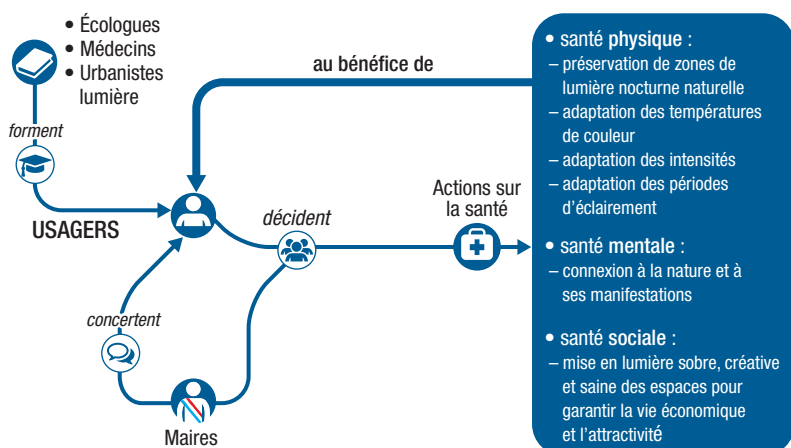 • Écologues
• Médecins
• Urbanistes
lumière
forment
USAGERS
concertent
Maires
décident
au bénéfice de
Actions sur
la santé
• santé physique :
– préservation de zones de
lumière nocturne naturelle
– adaptation des températures
de couleur
– adaptation des intensités
– adaptation des périodes
d’éclairement
• santé mentale :
– connexion à la nature et à
ses manifestations
• santé sociale :
– mise en lumière sobre, créative
et saine des espaces pour
garantir la vie économique
et l’attractivité